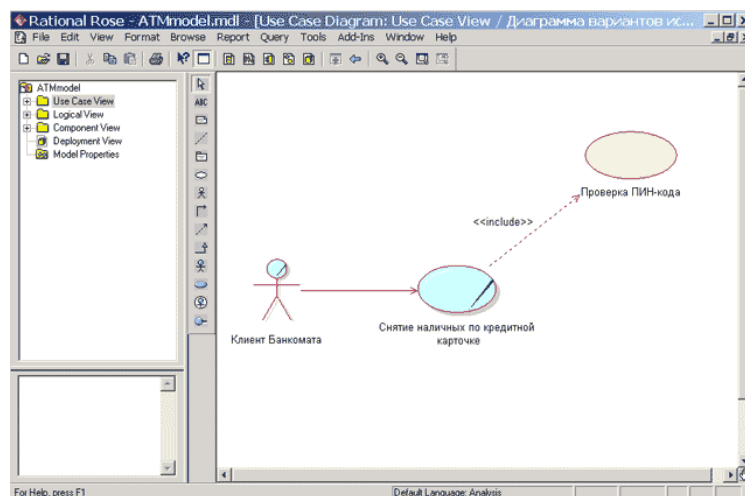 Rational Rose - ATMmodel.mdl - [Use Case Diagram: Use Case View / Диаграмма вариантов ис...
File Edit View Format Browse Report Query Tools Add-Ins Window Help
ATMmodel
Use Case View
Logical View
Component View
Deployment View
Model Properties
ABC
Проверка ПИН-кода
<<include>>
Клиент Банкомата
Снятие наличных по кредитной
карточке
For Help, press F1
Default Language: Analysis